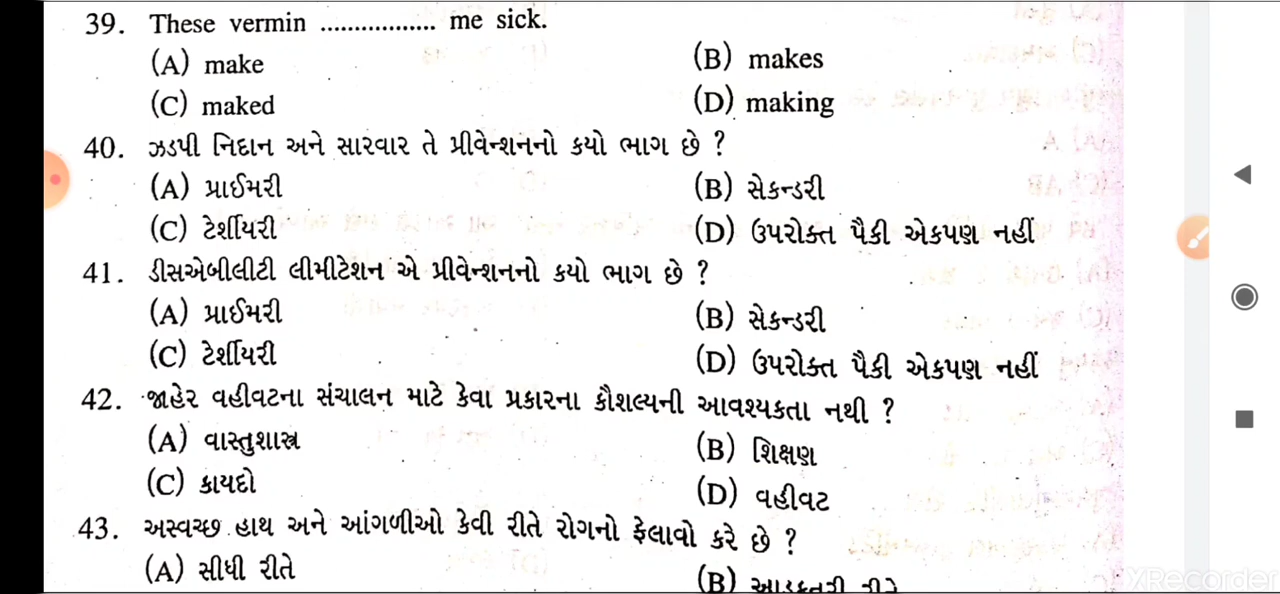 39. These vermin ................. me sick.
(A) make (B) makes
(C) maked (D) making
40. ઝડપી નિદાન અને સારવાર તે પ્રીવેન્શનનો કયો ભાગ છે ?
(A) પ્રાઈમરી (B) સેકન્ડરી
(C) ટેર્શીયરી (D) ઉપરોક્ત પૈકી એકપણ નહીં
41. ડીસએબીલીટી લીમીટેશન એ પ્રીવેન્શનનો કયો ભાગ છે ?
(A) પ્રાઈમરી (B) સેકન્ડરી
(C) ટેર્શીયરી (D) ઉપરોક્ત પૈકી એકપણ નહીં
42. જાહેર વહીવટના સંચાલન માટે કેવા પ્રકારના કૌશલ્યની આવશ્યકતા નથી ?
(A) વાસ્તુશાસ્ત્ર (B) શિક્ષણ
(C) કાયદો (D) વહીવટ
43. અસ્વચ્છ હાથ અને આંગળીઓ કેવી રીતે રોગનો ફેલાવો કરે છે ?
(A) સીધી રીતે (B)
XRecorder